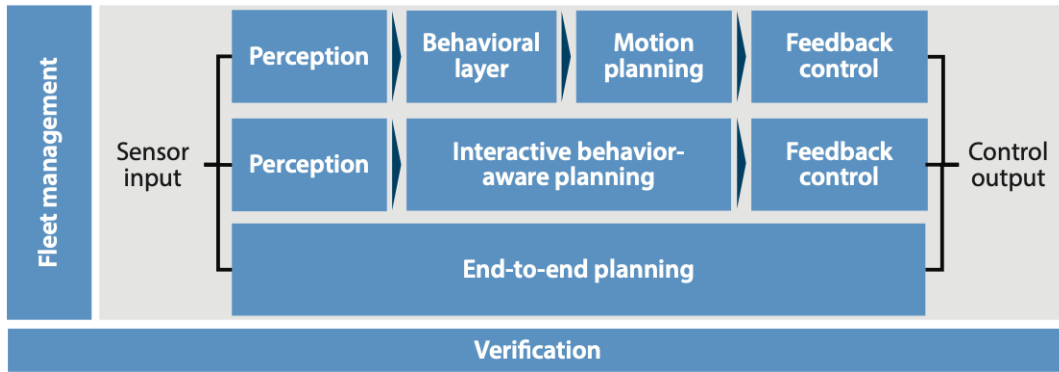 Fleet management
Sensor
input
Perception
Behavioral
layer
Motion
planning
Feedback
control
Perception
Interactive behavior-
aware planning
Feedback
control
End-to-end planning
Control
output
Verification